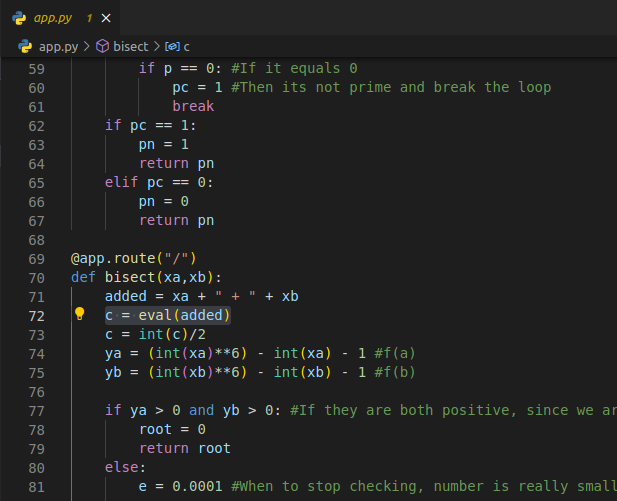 app.py 1 ×
app.py > bisect > c
59 if p == 0: #If it equals 0
60 pc = 1 #Then its not prime and break the loop
61 break
62 if pc == 1:
63 pn = 1
64 return pn
65 elif pc == 0:
66 pn = 0
67 return pn
68
69 @app.route("/")
70 def bisect(xa,xb):
71 added = xa + " + " + xb
72 c = eval(added)
73 c = int(c)/2
74 ya = (int(xa)**6) - int(xa) - 1 #f(a)
75 yb = (int(xb)**6) - int(xb) - 1 #f(b)
76
77 if ya > 0 and yb > 0: #If they are both positive, since we ar
78 root = 0
79 return root
80 else:
81 e = 0.0001 #When to stop checking, number is really small